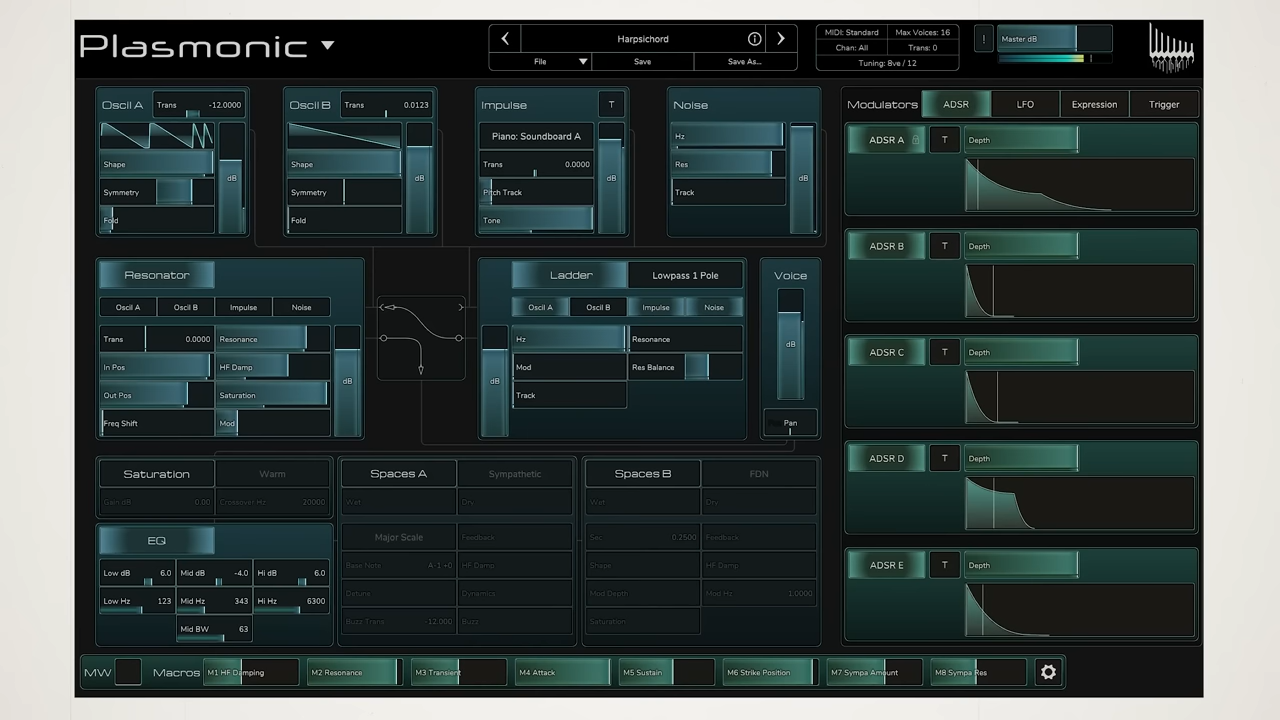 Plasmonic
Harpsichord
File
Save
Save As...
MIDI: Standard
Max Voices: 16
Chan: All
Trans: 0
Tuning: 8ve / 12
!
Master dB
Oscil A
Trans -12.0000
Shape
Symmetry
Fold
dB
Oscil B
Trans 0.0123
Shape
Symmetry
Fold
dB
Impulse
T
Piano: Soundboard A
Trans 0.0000
Pitch Track
Tone
dB
Noise
Hz
Res
Track
dB
Resonator
Oscil A
Oscil B
Impulse
Noise
Trans 0.0000
Resonance
In Pos
HF Damp
Out Pos
Saturation
Freq Shift
Mod
dB
Ladder
Lowpass 1 Pole
Oscil A
Oscil B
Impulse
Noise
dB
Hz
Resonance
Mod
Res Balance
Track
Voice
dB
Pan
Saturation
Warm
Gain dB 0.00
Crossover Hz 20000
EQ
Low dB 6.0
Mid dB -4.0
Hi dB 6.0
Low Hz 123
Mid Hz 343
Hi Hz 6300
Mid BW 63
Spaces A
Sympathetic
Wet
Dry
Major Scale
Feedback
Base Note A-1+0
HF Damp
Detune
Dynamics
Buzz Trans -12.000
Buzz
Spaces B
FDN
Wet
Dry
Sec 0.2500
Feedback
Shape
HF Damp
Mod Depth
Mod Hz 1.0000
Saturation
Modulators
ADSR
LFO
Expression
Trigger
ADSR A
T
Depth
ADSR B
T
Depth
ADSR C
T
Depth
ADSR D
T
Depth
ADSR E
T
Depth
MW
Macros
M1 HF Damping
M2 Resonance
M3 Transient
M4 Attack
M5 Sustain
M6 Strike Position
M7 Sympa Amount
M8 Sympa Res